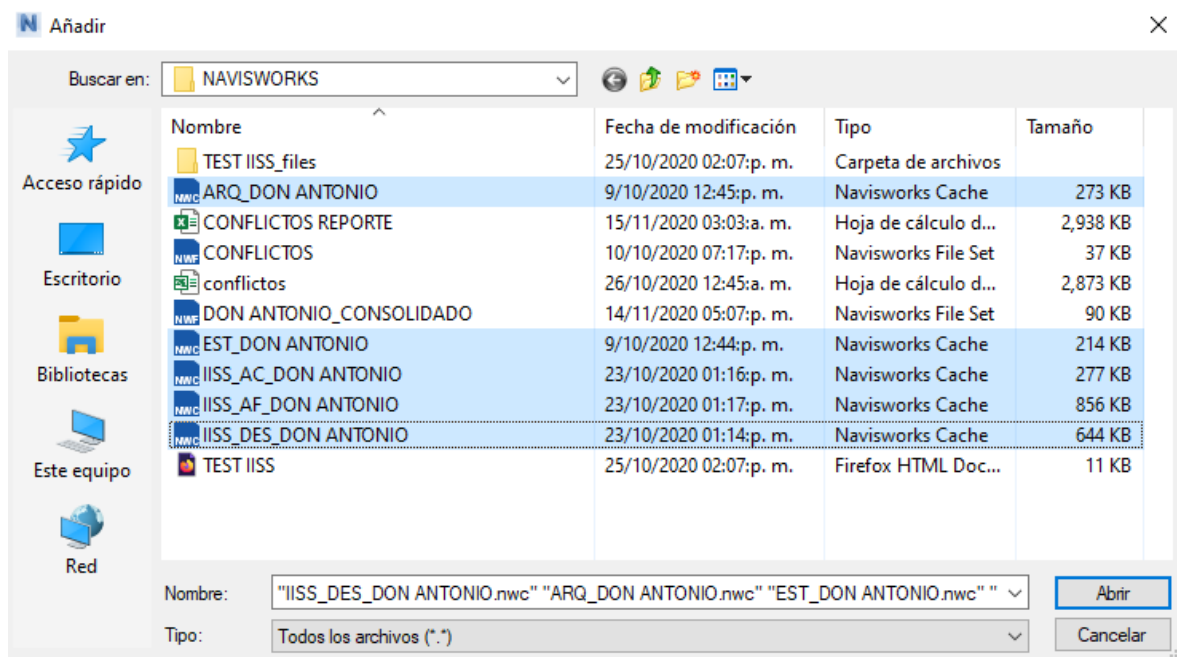 Añadir
Buscar en: NAVISWORKS
Nombre Fecha de modificación Tipo Tamaño
TEST IISS_files 25/10/2020 02:07:p. m. Carpeta de archivos
NWC ARQ_DON ANTONIO 9/10/2020 12:45:p. m. Navisworks Cache 273 KB
CONFLICTOS REPORTE 15/11/2020 03:03:a. m. Hoja de cálculo d... 2,938 KB
NWF CONFLICTOS 10/10/2020 07:17:p. m. Navisworks File Set 37 KB
conflictos 26/10/2020 12:45:a. m. Hoja de cálculo d... 2,873 KB
NWF DON ANTONIO_CONSOLIDADO 14/11/2020 05:07:p. m. Navisworks File Set 90 KB
NWC EST_DON ANTONIO 9/10/2020 12:44:p. m. Navisworks Cache 214 KB
NWC IISS_AC_DON ANTONIO 23/10/2020 01:16:p. m. Navisworks Cache 277 KB
NWC IISS_AF_DON ANTONIO 23/10/2020 01:17:p. m. Navisworks Cache 856 KB
NWC IISS_DES_DON ANTONIO 23/10/2020 01:14:p. m. Navisworks Cache 644 KB
TEST IISS 25/10/2020 02:07:p. m. Firefox HTML Doc... 11 KB
Acceso rápido
Escritorio
Bibliotecas
Este equipo
Red
Nombre: "IISS_DES_DON ANTONIO.nwc" "ARQ_DON ANTONIO.nwc" "EST_DON ANTONIO.nwc" " Abrir
Tipo: Todos los archivos (*.*) Cancelar